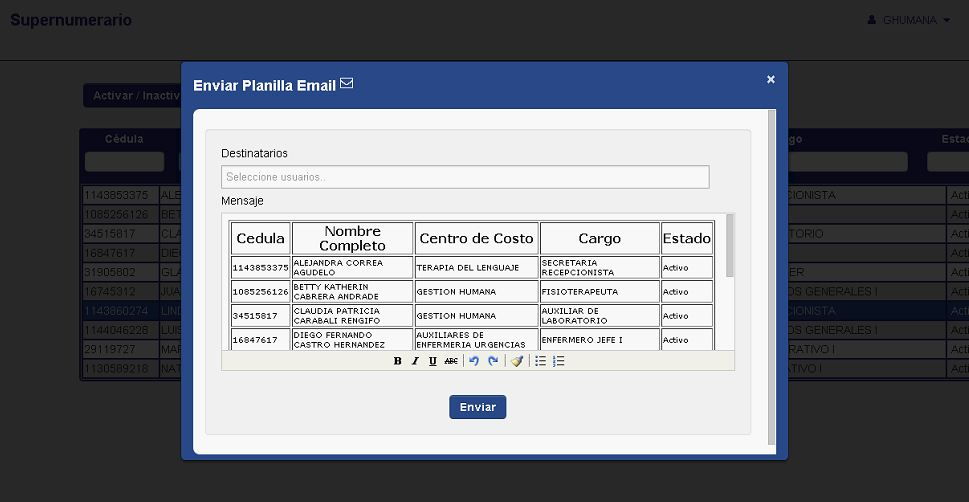 Supernumerario
GHUMANA
Enviar Planilla Email
×
Activar / Inactiv
Cédula
go
Esta
Destinatarios
Seleccione usuarios..
Mensaje
Cedula Nombre Completo Centro de Costo Cargo Estado
1143853375 ALEJANDRA CORREA AGUDELO TERAPIA DEL LENGUAJE SECRETARIA RECEPCIONISTA Activo
1085256126 BETTY KATHERIN CABRERA ANDRADE GESTION HUMANA FISIOTERAPEUTA Activo
34515817 CLAUDIA PATRICIA CARABALI RENGIFO GESTION HUMANA AUXILIAR DE LABORATORIO Activo
16847617 DIEGO FERNANDO CASTRO HERNANDEZ AUXILIARES DE ENFERMERIA URGENCIAS ENFERMERO JEFE I Activo
B I U ABC
Enviar
1143853375 ALE CIONISTA Acti
1085256126 BET Acti
34515817 CLA TORIO Acti
16847617 DIE Acti
31905802 GLA ER Acti
16745312 JUA OS GENERALES I Acti
1143860274 LIND CIONISTA Acti
1144046228 LUIS OS GENERALES I Acti
29119727 MAR RATIVO I Acti
1130589218 NAT ATIVO I Acti